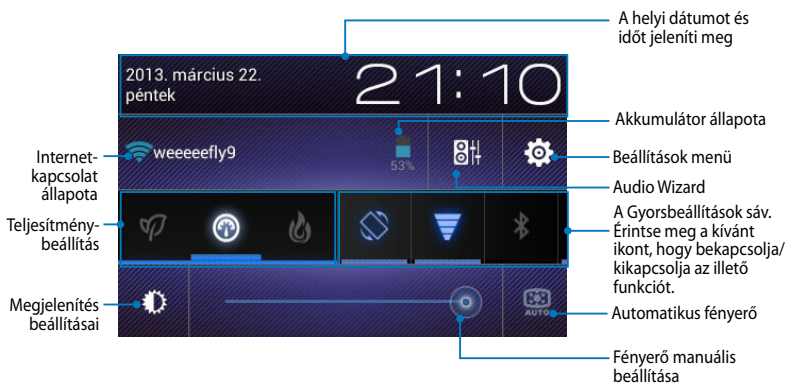 A helyi dátumot és
időt jeleníti meg
2013. március 22.
péntek
21:10
Akkumulátor állapota
weeeeefly9
53%
Internet-
kapcsolat
állapota
Beállítások menü
Audio Wizard
Teljesítmény-
beállítás
A Gyorsbeállítások sáv.
Érintse meg a kívánt
ikont, hogy bekapcsolja/
kikapcsolja az illető
funkciót.
Megjelenítés
beállításai
AUTO
Automatikus fényerő
Fényerő manuális
beállítása